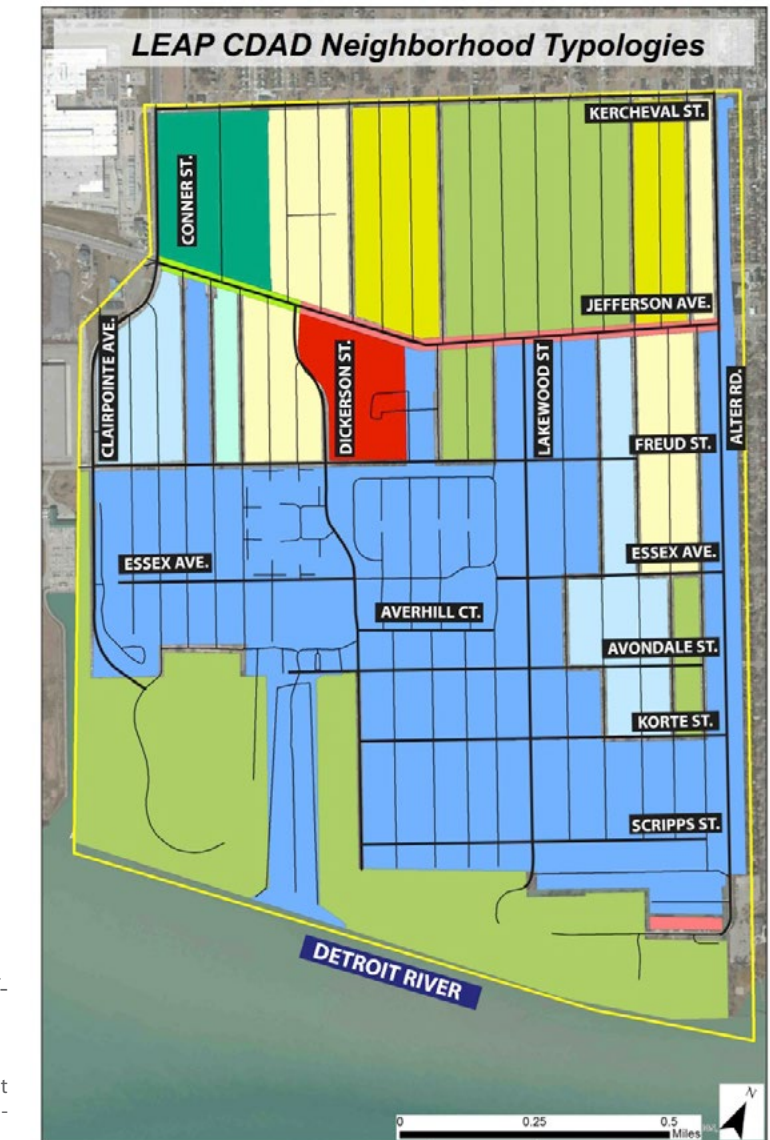 LEAP CDAD Neighborhood Typologies
KERCHEVAL ST.
CONNER ST.
JEFFERSON AVE.
CLAIRPOINTE AVE.
DICKERSON ST.
LAKEWOOD ST
ALTER RD.
FREUD ST.
ESSEX AVE.
ESSEX AVE.
AVERHILL CT.
AVONDALE ST.
KORTE ST.
SCRIPPS ST.
DETROIT RIVER
N
0 0.25 0.5
Miles